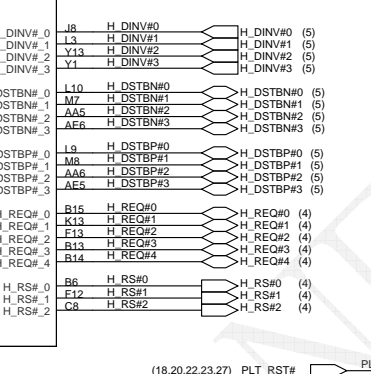 _DINV#_0 J8 H_DINV#0 H_DINV#0 (5)
_DINV#_1 L3 H_DINV#1 H_DINV#1 (5)
_DINV#_2 Y13 H_DINV#2 H_DINV#2 (5)
_DINV#_3 Y1 H_DINV#3 H_DINV#3 (5)
DSTBN#_0 L10 H_DSTBN#0 H_DSTBN#0 (5)
DSTBN#_1 M7 H_DSTBN#1 H_DSTBN#1 (5)
DSTBN#_2 AA5 H_DSTBN#2 H_DSTBN#2 (5)
DSTBN#_3 AE6 H_DSTBN#3 H_DSTBN#3 (5)
DSTBP#_0 L9 H_DSTBP#0 H_DSTBP#0 (5)
DSTBP#_1 M8 H_DSTBP#1 H_DSTBP#1 (5)
DSTBP#_2 AA6 H_DSTBP#2 H_DSTBP#2 (5)
DSTBP#_3 AE5 H_DSTBP#3 H_DSTBP#3 (5)
H_REQ#_0 B15 H_REQ#0 H_REQ#0 (4)
H_REQ#_1 K13 H_REQ#1 H_REQ#1 (4)
H_REQ#_2 F13 H_REQ#2 H_REQ#2 (4)
H_REQ#_3 B13 H_REQ#3 H_REQ#3 (4)
H_REQ#_4 B14 H_REQ#4 H_REQ#4 (4)
H_RS#_0 B6 H_RS#0 H_RS#0 (4)
H_RS#_1 F12 H_RS#1 H_RS#1 (4)
H_RS#_2 C8 H_RS#2 H_RS#2 (4)
(18,20,22,23,27) PLT_RST# PL